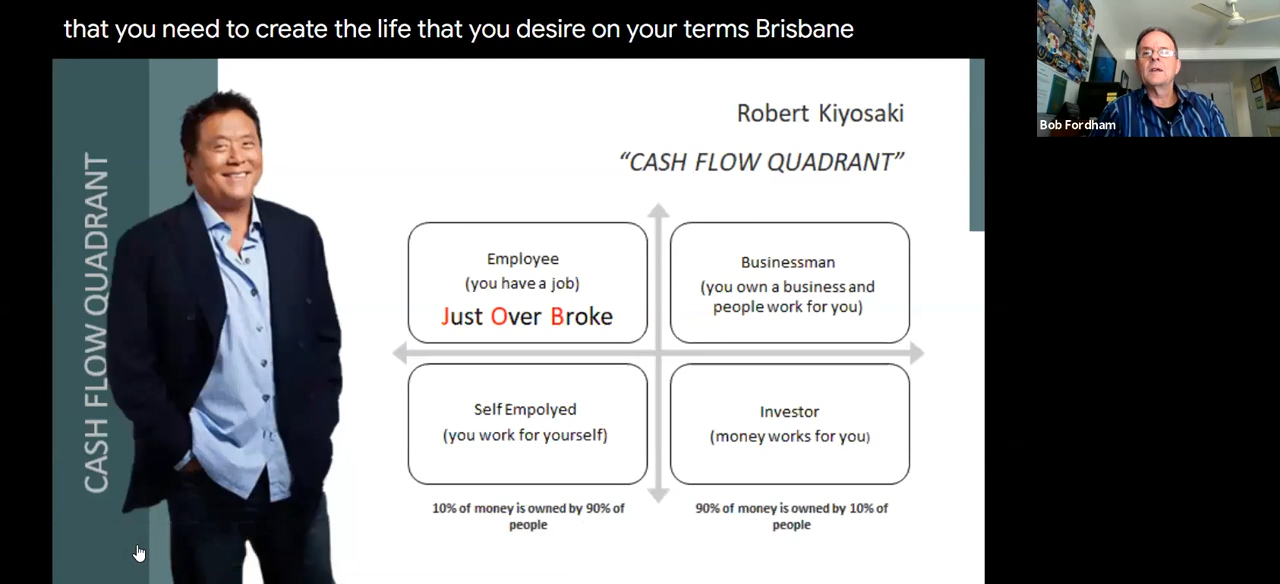 that you need to create the life that you desire on your terms Brisbane
Bob Fordham
CASH FLOW QUADRANT
Robert Kiyosaki
“CASH FLOW QUADRANT”
Employee
(you have a job)
Just Over Broke
Businessman
(you own a business and
people work for you)
Self Empolyed
(you work for yourself)
Investor
(money works for you)
10% of money is owned by 90% of
people
90% of money is owned by 10% of
people